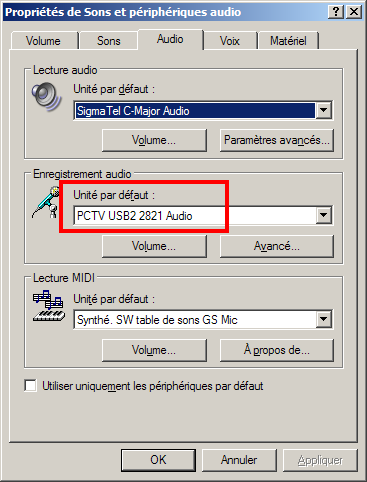 Propriétés de Sons et périphériques audio
Volume
Sons
Audio
Voix
Matériel
Lecture audio
Unité par défaut :
SigmaTel C-Major Audio
Volume...
Paramètres avancés...
Enregistrement audio
Unité par défaut :
PCTV USB2 2821 Audio
Volume...
Avancé...
Lecture MIDI
Unité par défaut :
Synthé. SW table de sons GS Mic
Volume...
À propos de...
Utiliser uniquement les périphériques par défaut
OK
Annuler
Appliquer